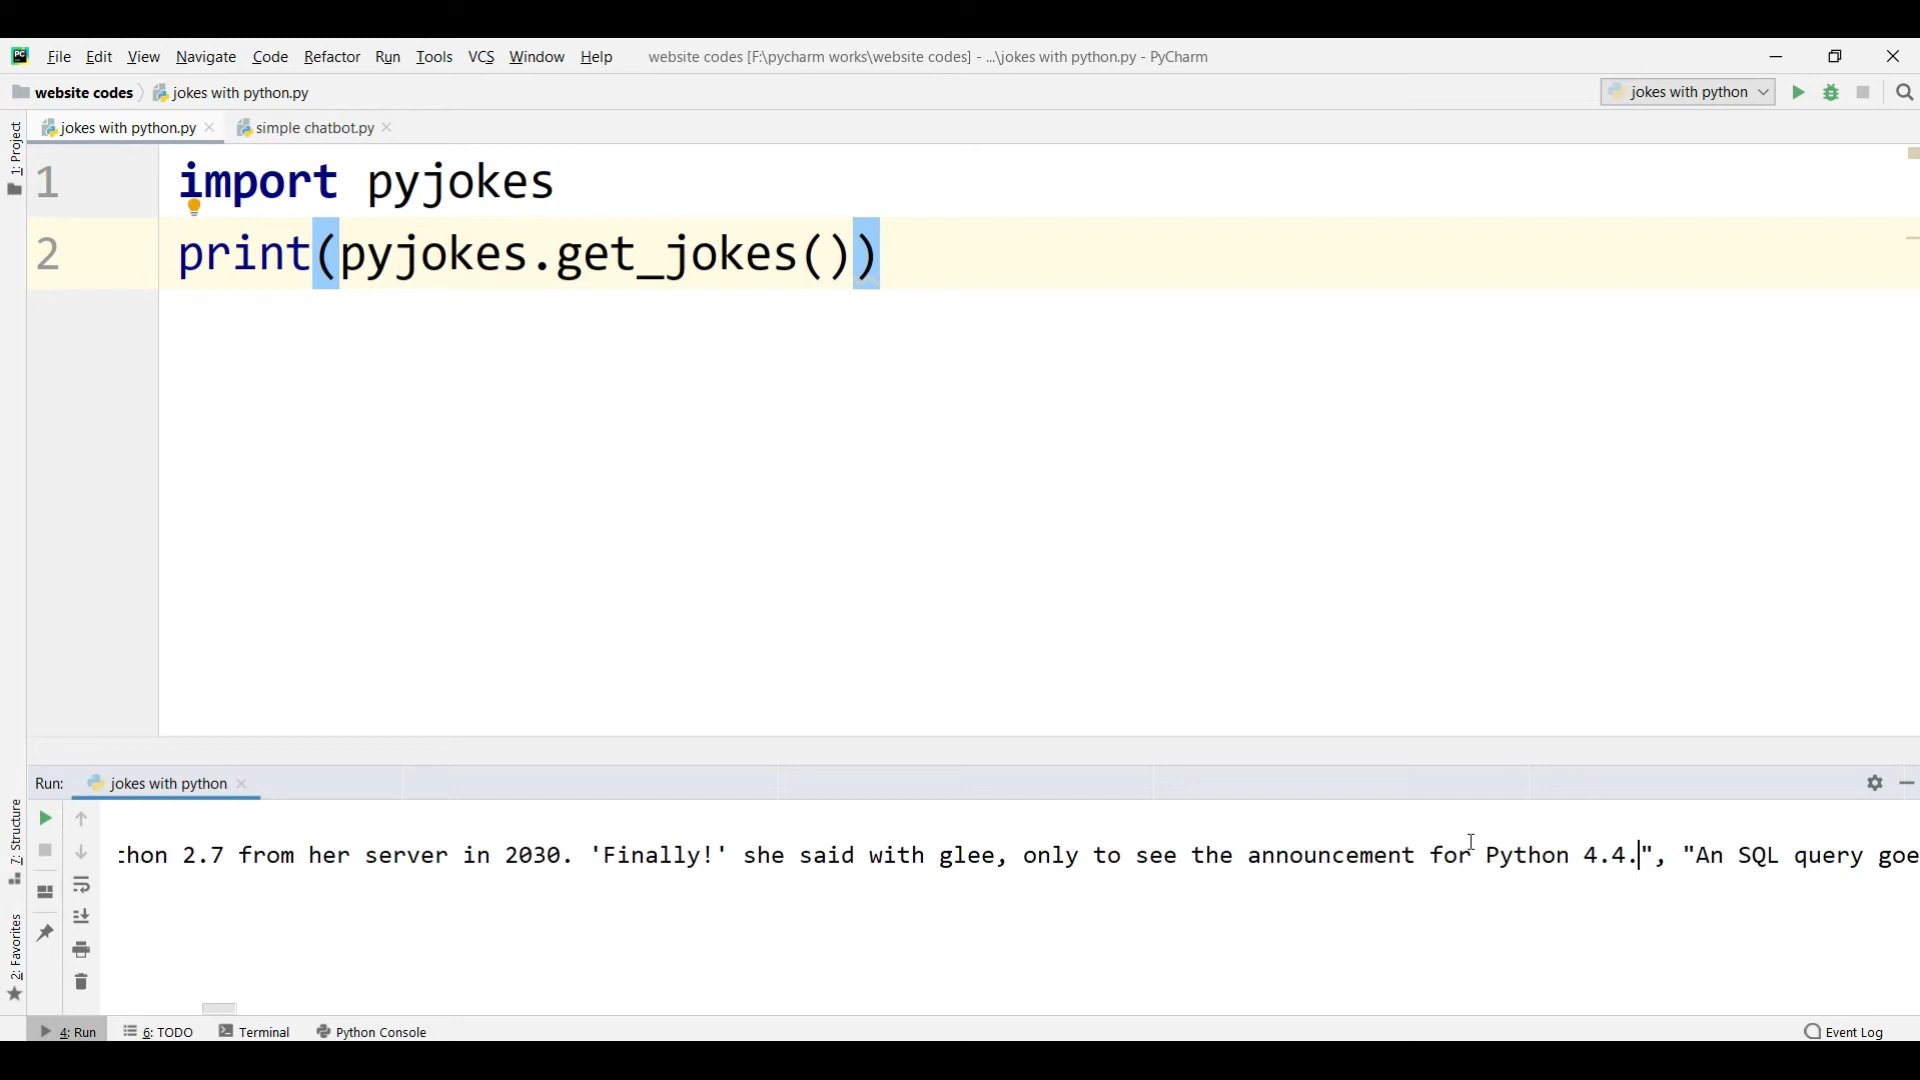 PC File Edit View Navigate Code Refactor Run Tools VCS Window Help website codes [F:\pycharm works\website codes] - ...\jokes with python.py - PyCharm
website codes jokes with python.py jokes with python
jokes with python.py simple chatbot.py
1: Project
1 import pyjokes
2 print(pyjokes.get_jokes())
Run: jokes with python
7: Structure
thon 2.7 from her server in 2030. 'Finally!' she said with glee, only to see the announcement for Python 4.4.", "An SQL query goe
2: Favorites
4: Run 6: TODO Terminal Python Console Event Log